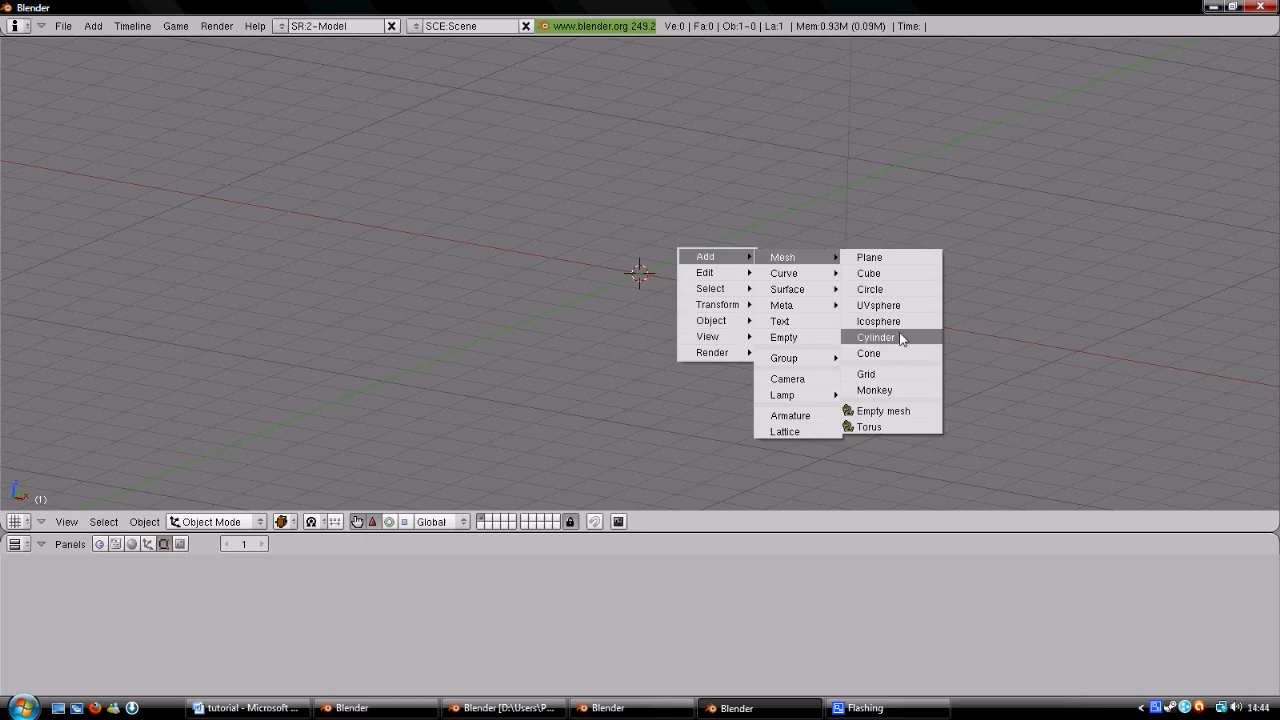 Blender
File Add Timeline Game Render Help SR:2-Model SCE:Scene www.blender.org 249.2 Ve:0 | Fa:0 | Ob:1-0 | La:1 | Mem:0.93M (0.09M) | Time: |
Add Mesh Plane
Edit Curve Cube
Select Surface Circle
Transform Meta UVsphere
Object Text Icosphere
View Empty Cylinder
Render Group Cone
Camera Grid
Lamp Monkey
Armature Empty mesh
Lattice Torus
z x
(1)
View Select Object Object Mode Global
Panels 1
tutorial - Microsoft ... Blender Blender [D:\Users\P... Blender Blender Flashing 14:44